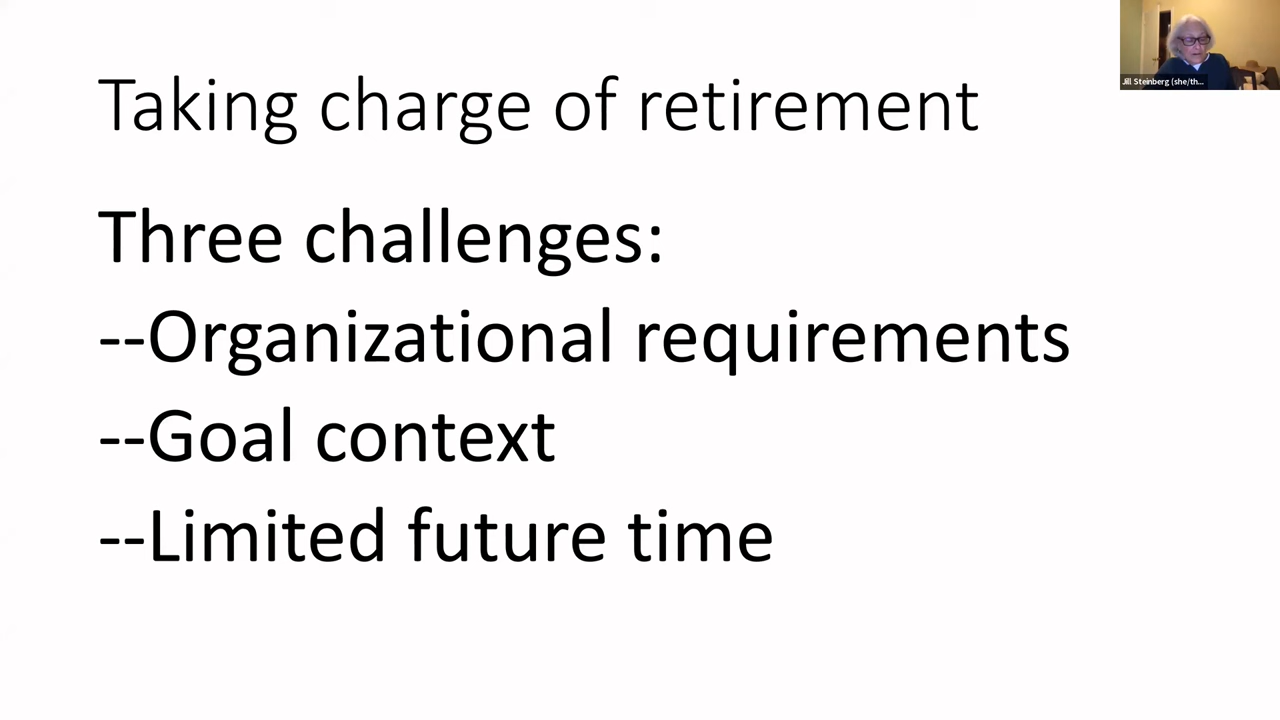 Taking charge of retirement
Three challenges:
--Organizational requirements
--Goal context
--Limited future time
Jill Steinberg (she/th...